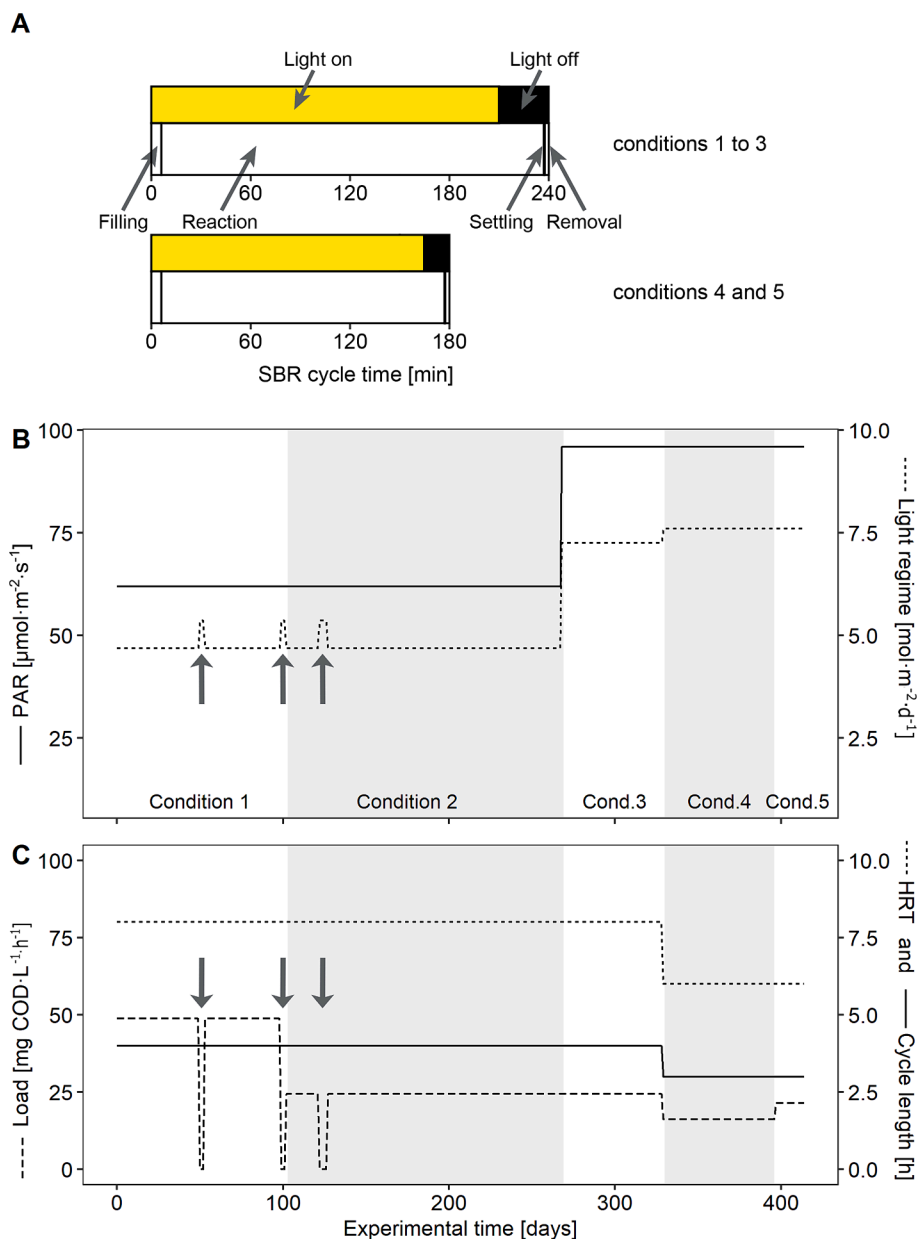 A
Light on
Light off
conditions 1 to 3
0 60 120 180 240
Filling Reaction Settling Removal
conditions 4 and 5
0 60 120 180
SBR cycle time [min]
B
100 10.0
75 7.5
50 5.0
25 2.5
PAR [µmol·m⁻²·s⁻¹]
Light regime [mol·m⁻²·d⁻¹]
Condition 1 Condition 2 Cond.3 Cond.4 Cond.5
C
100 10.0
75 7.5
50 5.0
25 2.5
0 0.0
Load [mg COD·L⁻¹·h⁻¹]
HRT and Cycle length [h]
0 100 200 300 400
Experimental time [days]